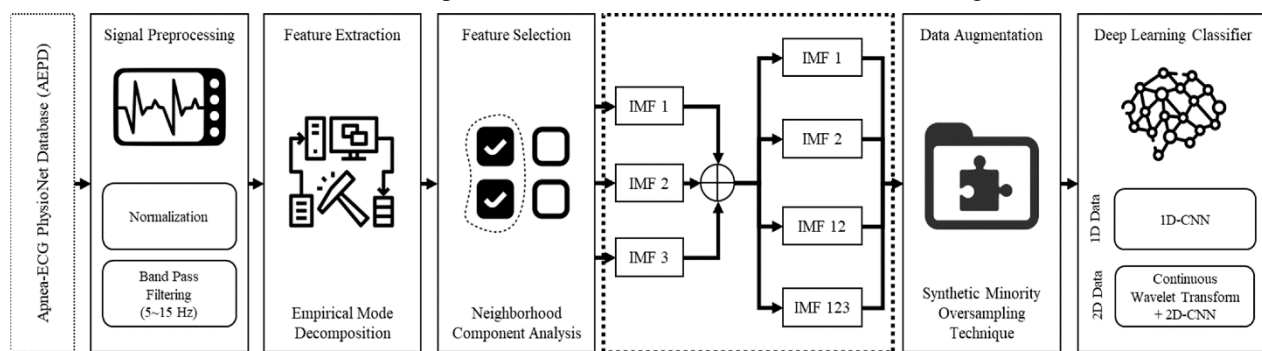 Apnea-ECG PhysioNet Database (AEPD)
Signal Preprocessing
Normalization
Band Pass
Filtering
(5~15 Hz)
Feature Extraction
Empirical Mode
Decomposition
Feature Selection
Neighborhood
Component Analysis
IMF 1
IMF 2
IMF 3
IMF 1
IMF 2
IMF 12
IMF 123
Data Augmentation
Synthetic Minority
Oversampling
Technique
Deep Learning Classifier
1D Data
1D-CNN
2D Data
Continuous
Wavelet Transform
+ 2D-CNN